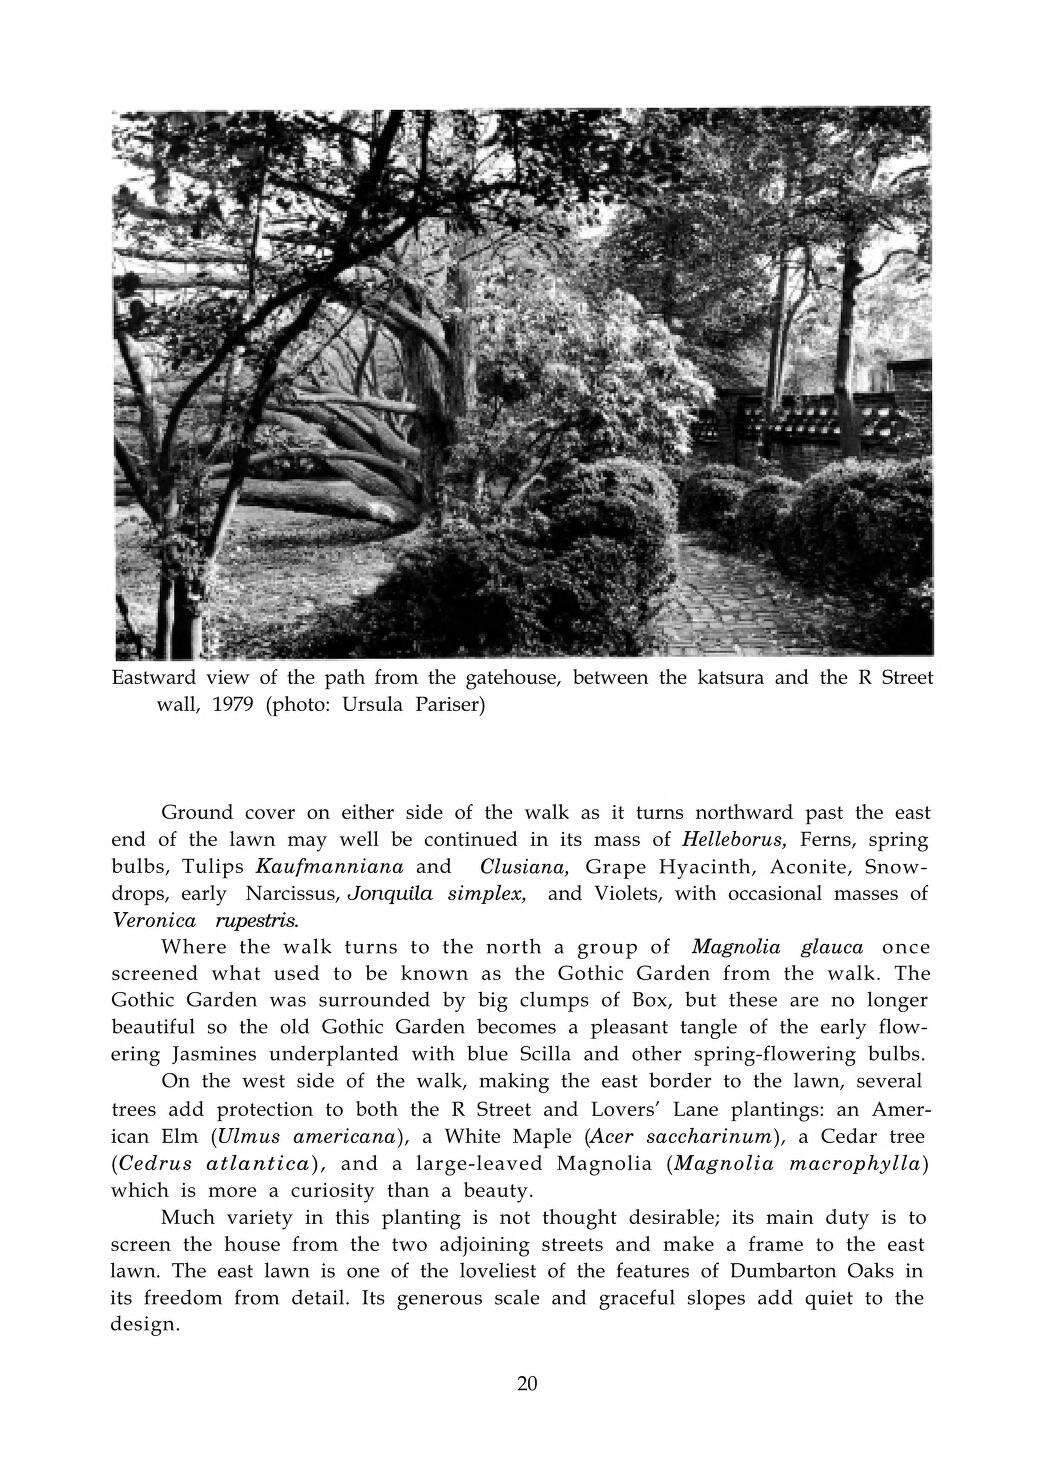 Eastward view of the path from the gatehouse, between the katsura and the R Street
wall, 1979 (photo: Ursula Pariser)
Ground cover on either side of the walk as it turns northward past the east
end of the lawn may well be continued in its mass of Helleborus, Ferns, spring
bulbs, Tulips Kaufmanniana and Clusiana, Grape Hyacinth, Aconite, Snow-
drops, early Narcissus, Jonquila simplex, and Violets, with occasional masses of
Veronica rupestris.
Where the walk turns to the north a group of Magnolia glauca once
screened what used to be known as the Gothic Garden from the walk. The
Gothic Garden was surrounded by big clumps of Box, but these are no longer
beautiful so the old Gothic Garden becomes a pleasant tangle of the early flow-
ering Jasmines underplanted with blue Scilla and other spring-flowering bulbs.
On the west side of the walk, making the east border to the lawn, several
trees add protection to both the R Street and Lovers’ Lane plantings: an Amer-
ican Elm (Ulmus americana), a White Maple (Acer saccharinum), a Cedar tree
(Cedrus atlantica), and a large-leaved Magnolia (Magnolia macrophylla)
which is more a curiosity than a beauty.
Much variety in this planting is not thought desirable; its main duty is to
screen the house from the two adjoining streets and make a frame to the east
lawn. The east lawn is one of the loveliest of the features of Dumbarton Oaks in
its freedom from detail. Its generous scale and graceful slopes add quiet to the
design.
20